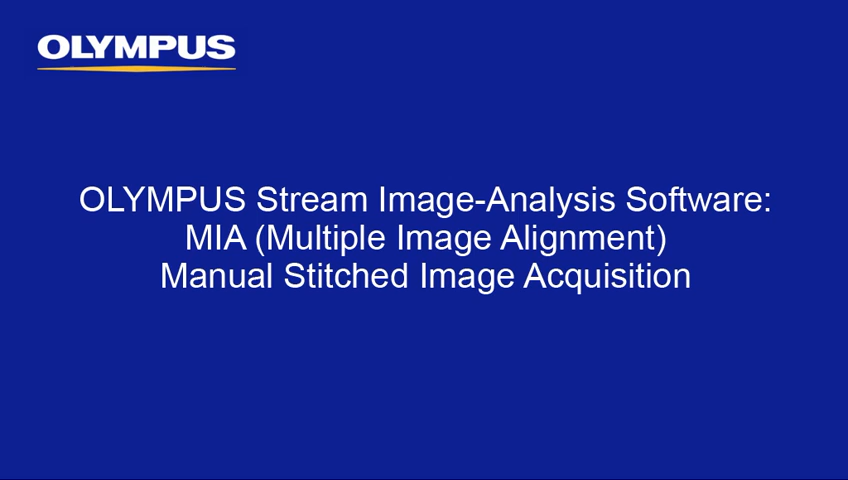 OLYMPUS
OLYMPUS Stream Image-Analysis Software:
MIA (Multiple Image Alignment)
Manual Stitched Image Acquisition